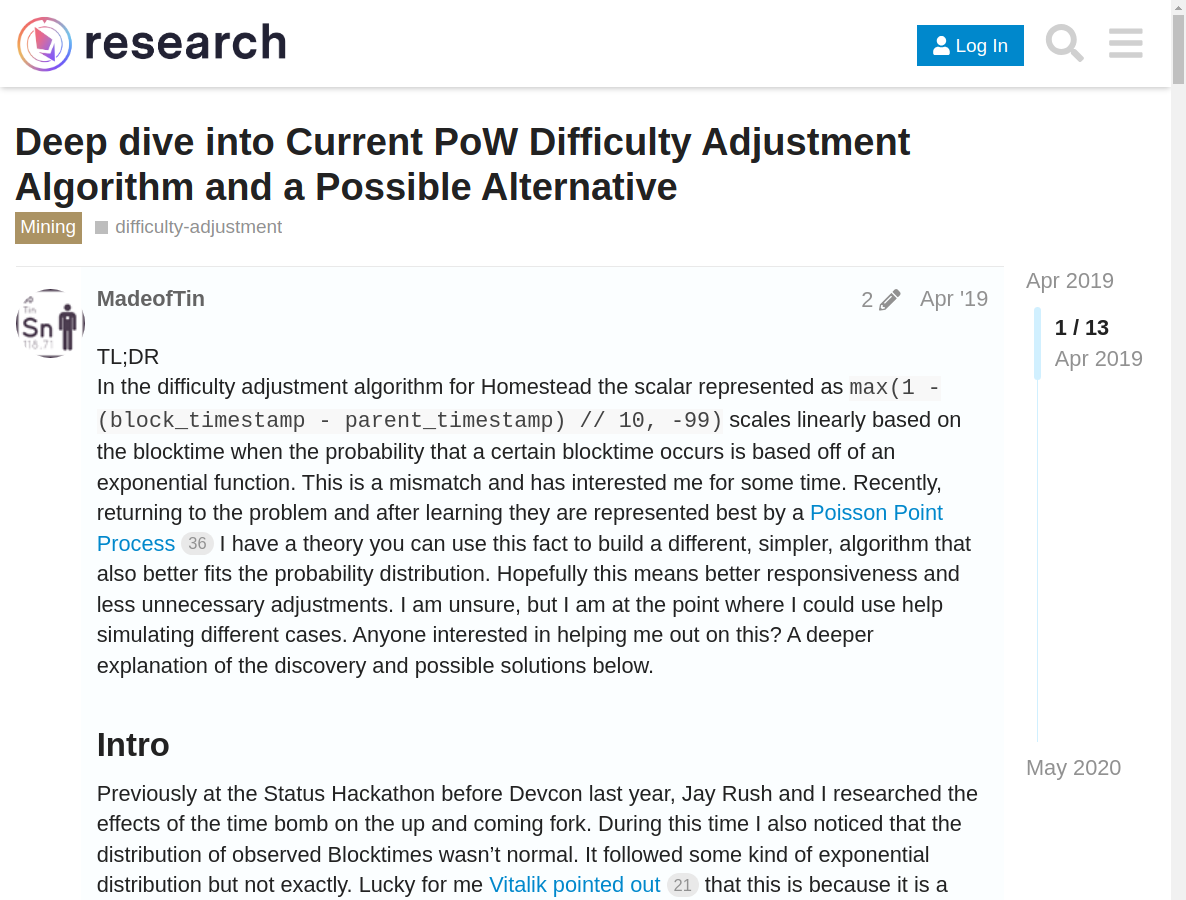 research
Log In
Deep dive into Current PoW Difficulty Adjustment
Algorithm and a Possible Alternative
Mining difficulty-adjustment
MadeofTin 2 Apr '19
Tin
Sn
118.71
TL;DR
In the difficulty adjustment algorithm for Homestead the scalar represented as max(1 -
(block_timestamp - parent_timestamp) // 10, -99) scales linearly based on
the blocktime when the probability that a certain blocktime occurs is based off of an
exponential function. This is a mismatch and has interested me for some time. Recently,
returning to the problem and after learning they are represented best by a Poisson Point
Process 36 I have a theory you can use this fact to build a different, simpler, algorithm that
also better fits the probability distribution. Hopefully this means better responsiveness and
less unnecessary adjustments. I am unsure, but I am at the point where I could use help
simulating different cases. Anyone interested in helping me out on this? A deeper
explanation of the discovery and possible solutions below.
Intro
Previously at the Status Hackathon before Devcon last year, Jay Rush and I researched the
effects of the time bomb on the up and coming fork. During this time I also noticed that the
distribution of observed Blocktimes wasn’t normal. It followed some kind of exponential
distribution but not exactly. Lucky for me Vitalik pointed out 21 that this is because it is a
Apr 2019
1 / 13
Apr 2019
May 2020